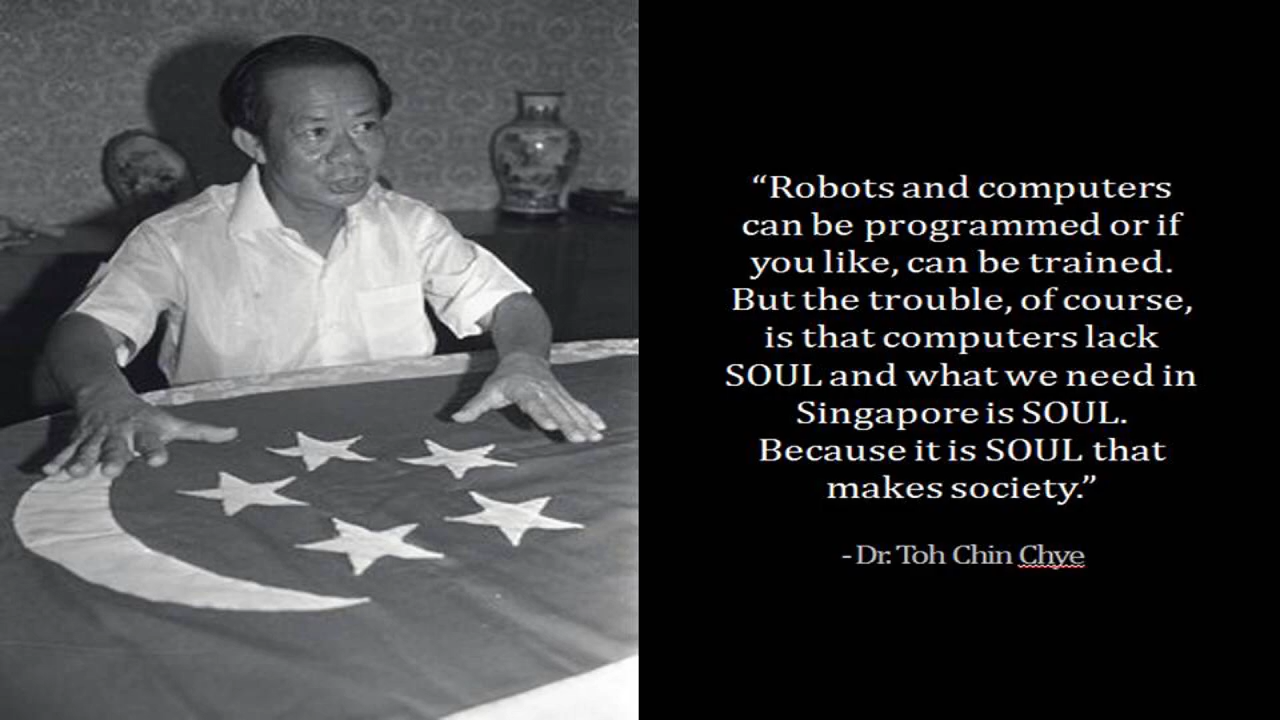 “Robots and computers
can be programmed or if
you like, can be trained.
But the trouble, of course,
is that computers lack
SOUL and what we need in
Singapore is SOUL.
Because it is SOUL that
makes society.”
- Dr. Toh Chin Chye